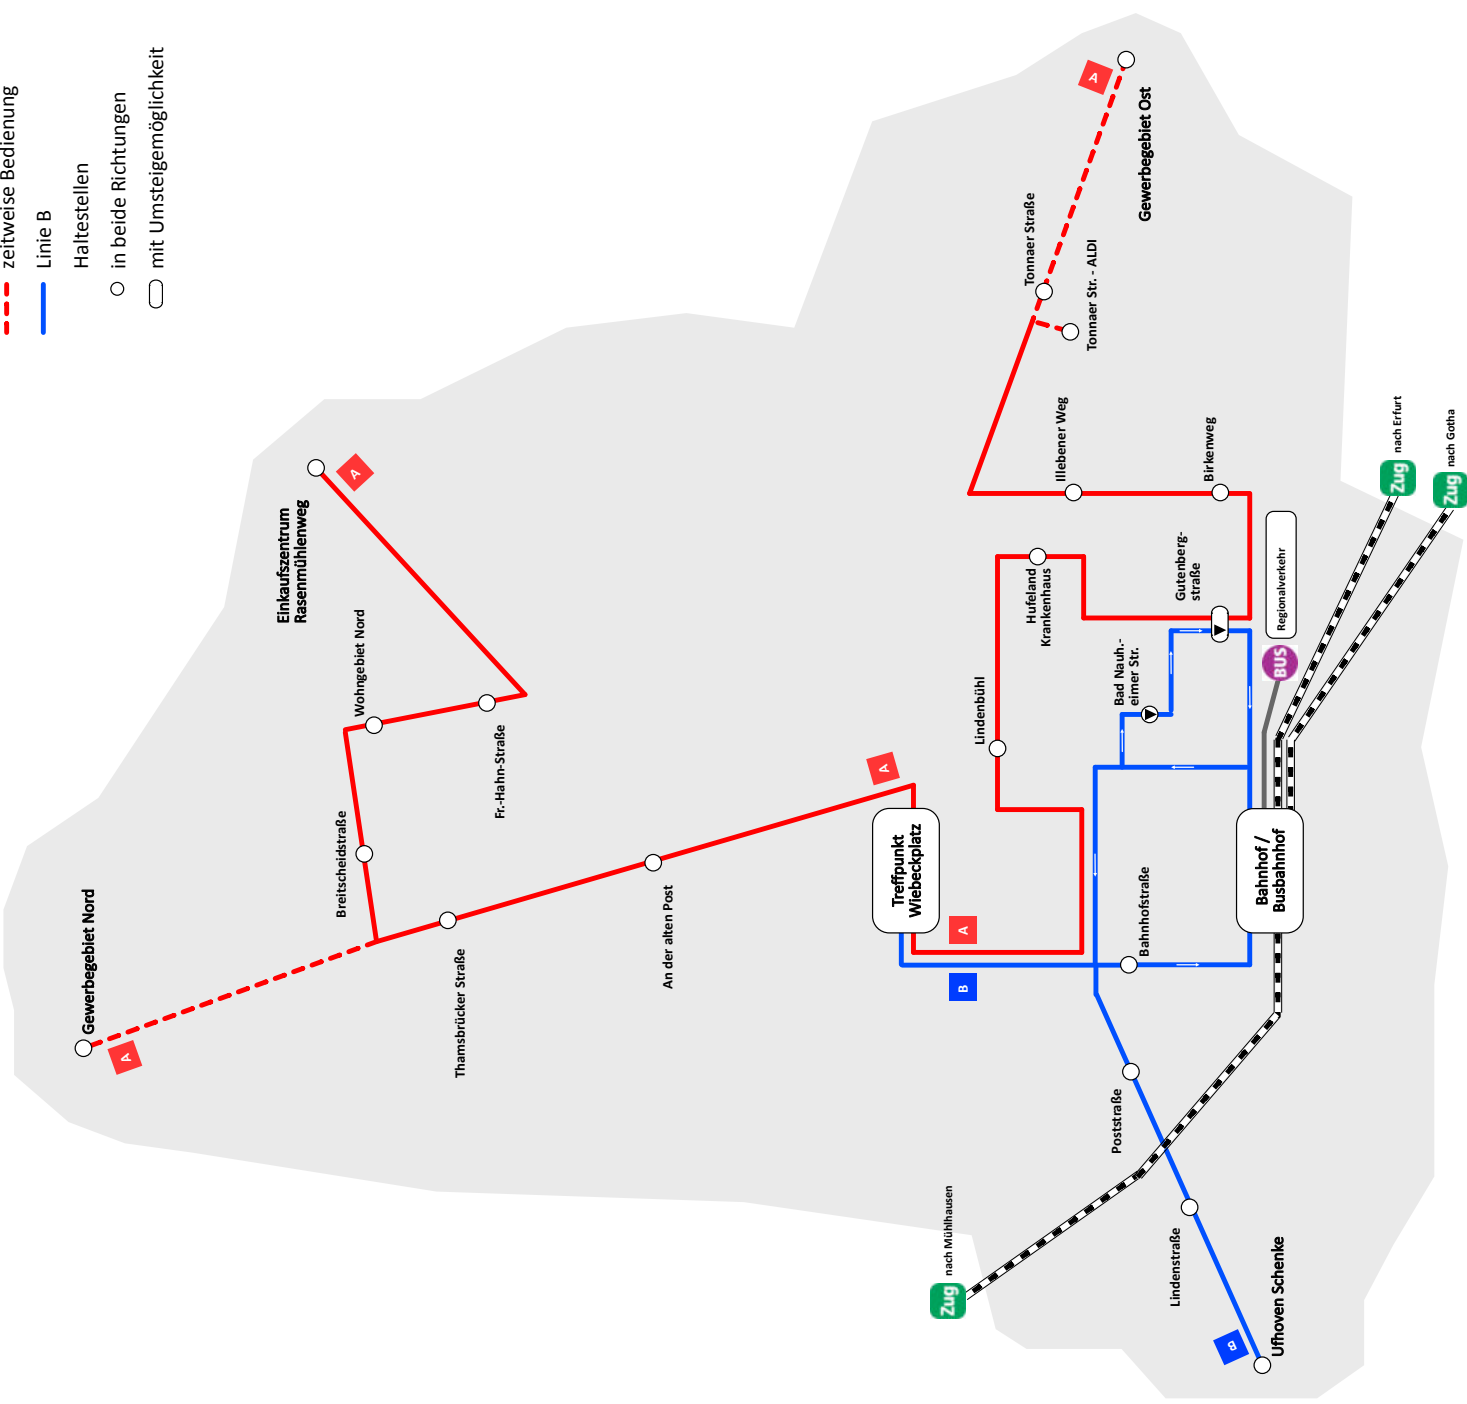 zeitweise Bedienung
Linie B
Haltestellen
in beide Richtungen
mit Umsteigemöglichkeit
Gewerbegebiet Nord
A
Einkaufszentrum
Rasenmühlenweg
A
Wohngebiet Nord
Breitscheidstraße
Fr.-Hahn-Straße
Thamsbrücker Straße
An der alten Post
A
Treffpunkt
Wiebeckplatz
A
B
Lindenbühl
Hufeland
Krankenhaus
Illebener Weg
Birkenweg
Tonnaer Straße
Tonnaer Str. - ALDI
A
Gewerbegebiet Ost
Gutenberg-
straße
Bad Nauh.-
eimer Str.
Bahnhofstraße
Bahnhof /
Busbahnhof
BUS
Regionalverkehr
Zug
nach Erfurt
Zug
nach Gotha
Zug
nach Mühlhausen
Poststraße
Lindenstraße
B
Ufhoven Schenke